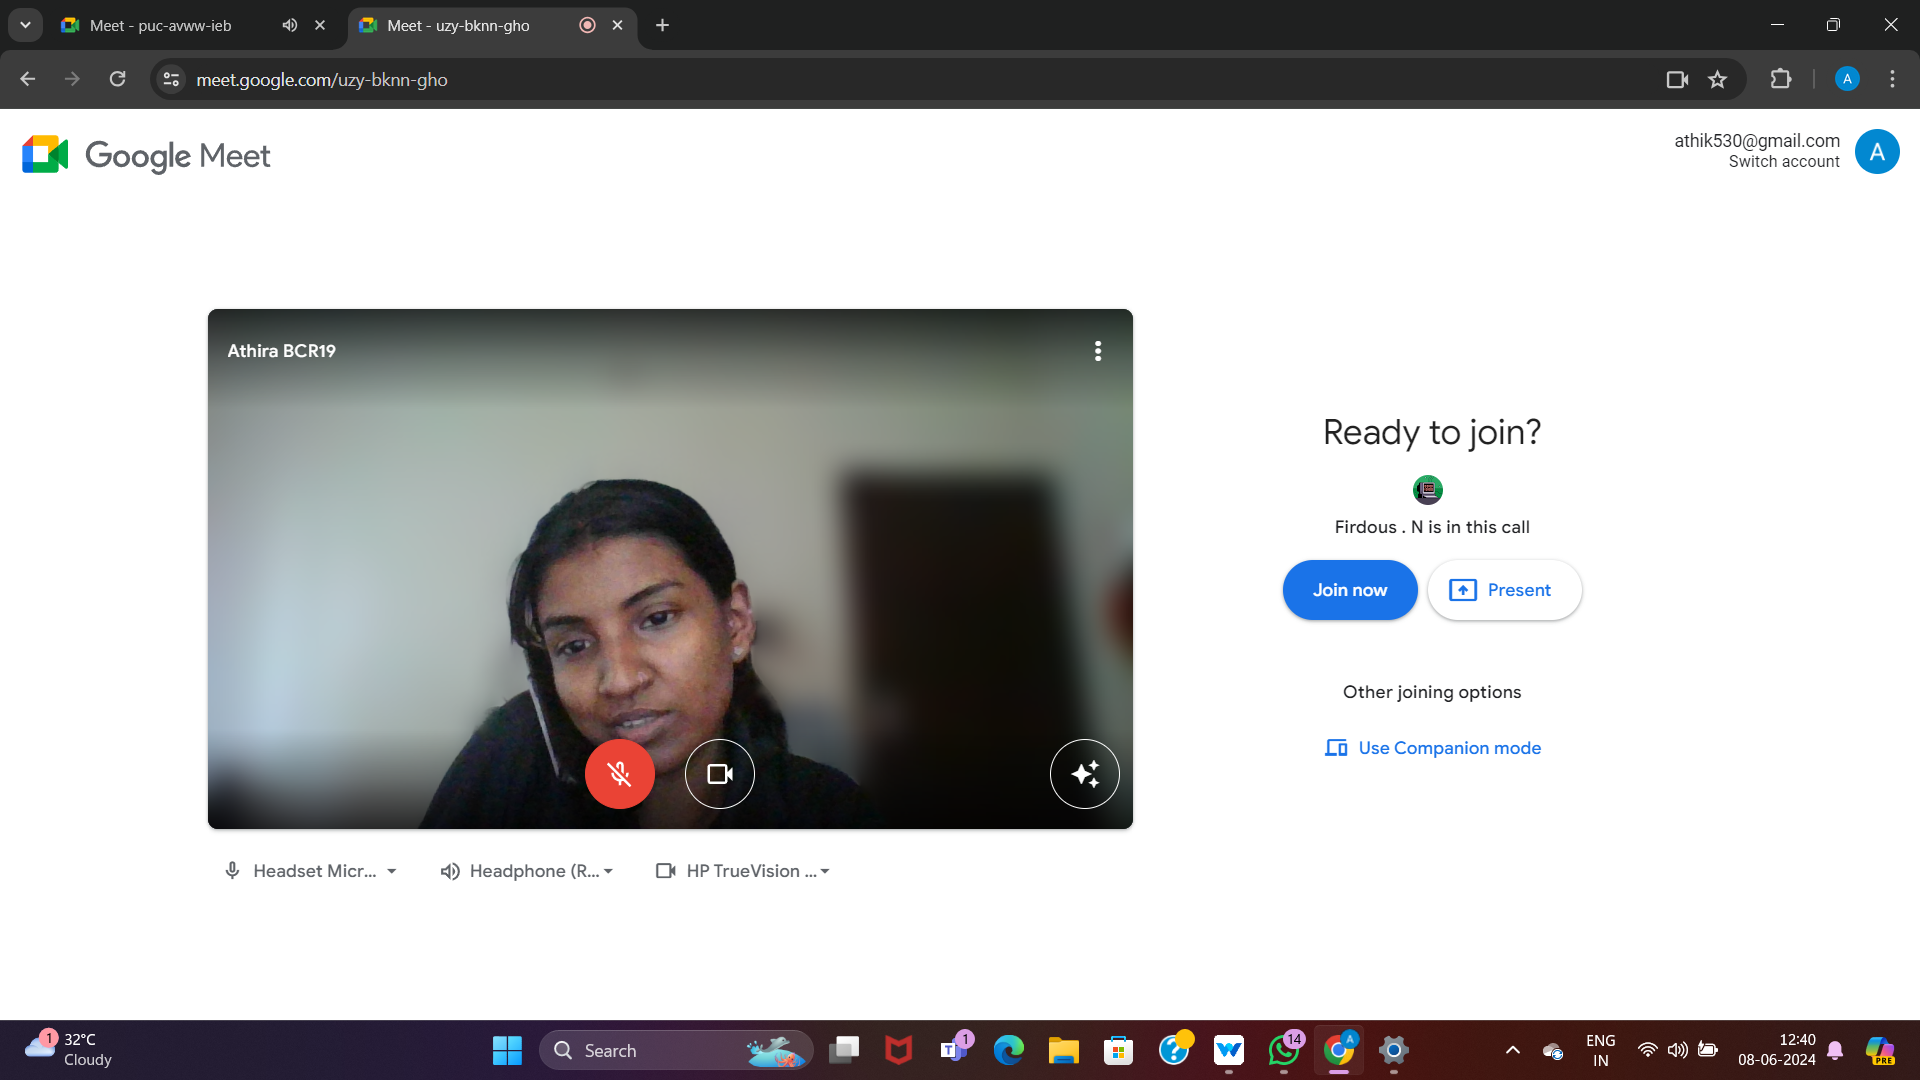 Meet - puc-avww-ieb
Meet - uzy-bknn-gho
meet.google.com/uzy-bknn-gho
A
Google Meet
athik530@gmail.com
Switch account
A
Athira BCR19
Ready to join?
Firdous . N is in this call
Join now
Present
Other joining options
Use Companion mode
Headset Micr...
Headphone (R...
HP TrueVision ...
1
32°C
Cloudy
Search
T
1
?
W
14
A
ENG
IN
12:40
08-06-2024
PRE